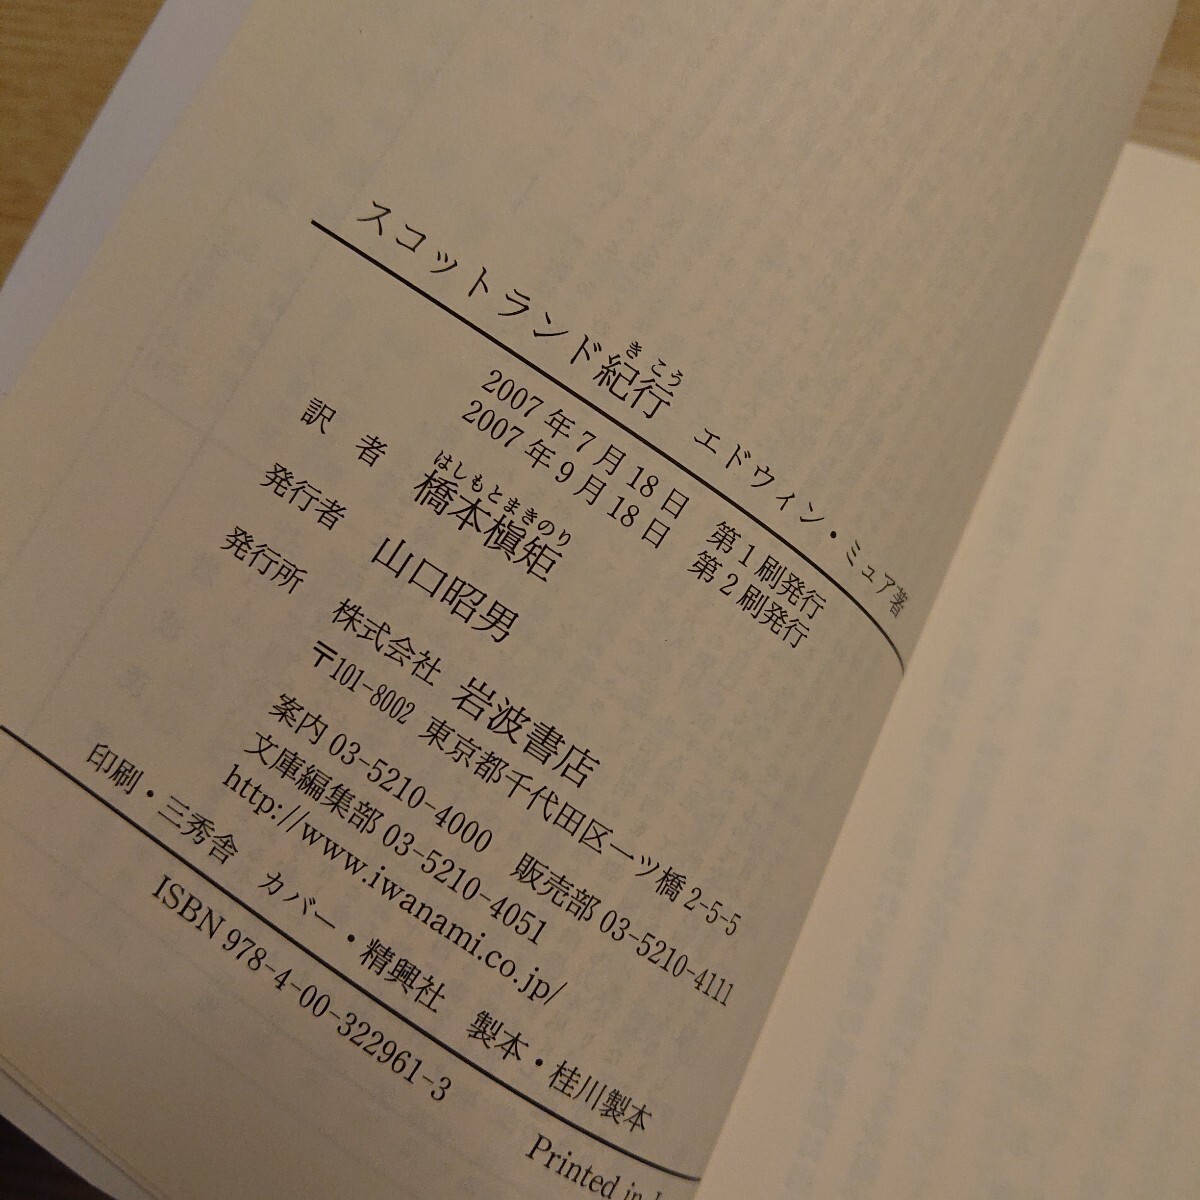 スコットランド紀行 エドウィン・ミュア著
きこう
2007年7月18日 第1刷発行
2007年9月18日 第2刷発行
訳者 橋本槇矩
はしもとまきのり
発行者 山口昭男
発行所 株式会社 岩波書店
〒101-8002 東京都千代田区一ツ橋2-5-5
案内 03-5210-4000 販売部 03-5210-4111
文庫編集部 03-5210-4051
http://www.iwanami.co.jp/
印刷・三秀舎 カバー・精興社 製本・桂川製本
ISBN 978-4-00-322961-3
Printed in